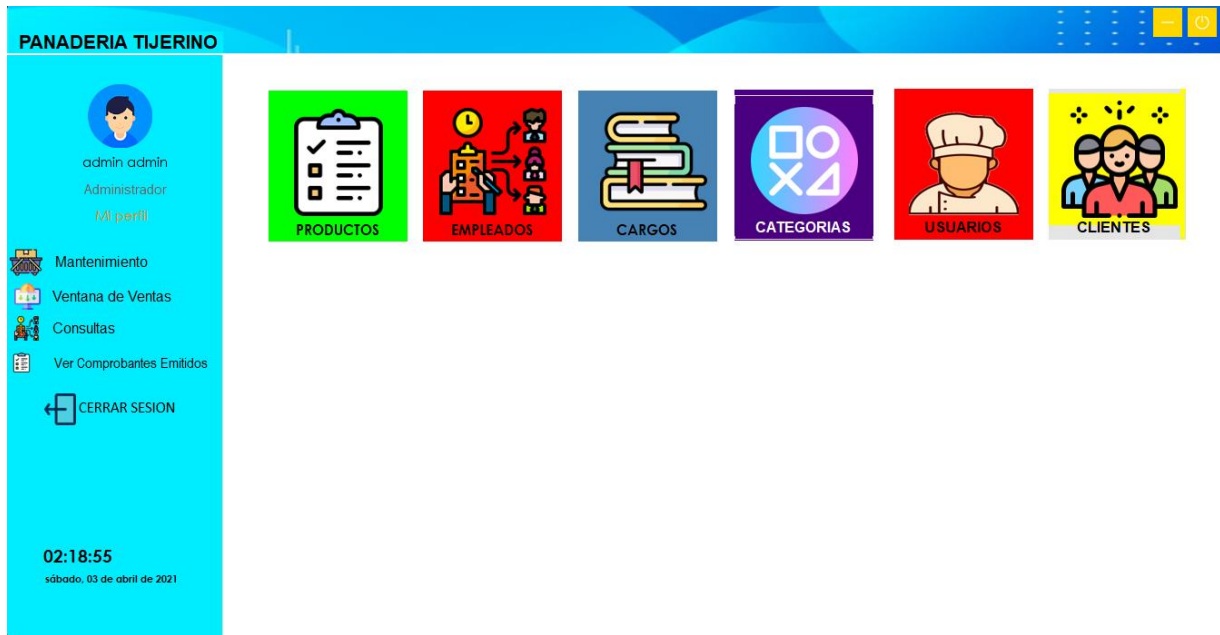 PANADERIA TIJERINO
admin admin
Administrador
Mi perfil
Mantenimiento
Ventana de Ventas
Consultas
Ver Comprobantes Emitidos
CERRAR SESION
02:18:55
sábado, 03 de abril de 2021
PRODUCTOS
EMPLEADOS
CARGOS
CATEGORIAS
USUARIOS
CLIENTES